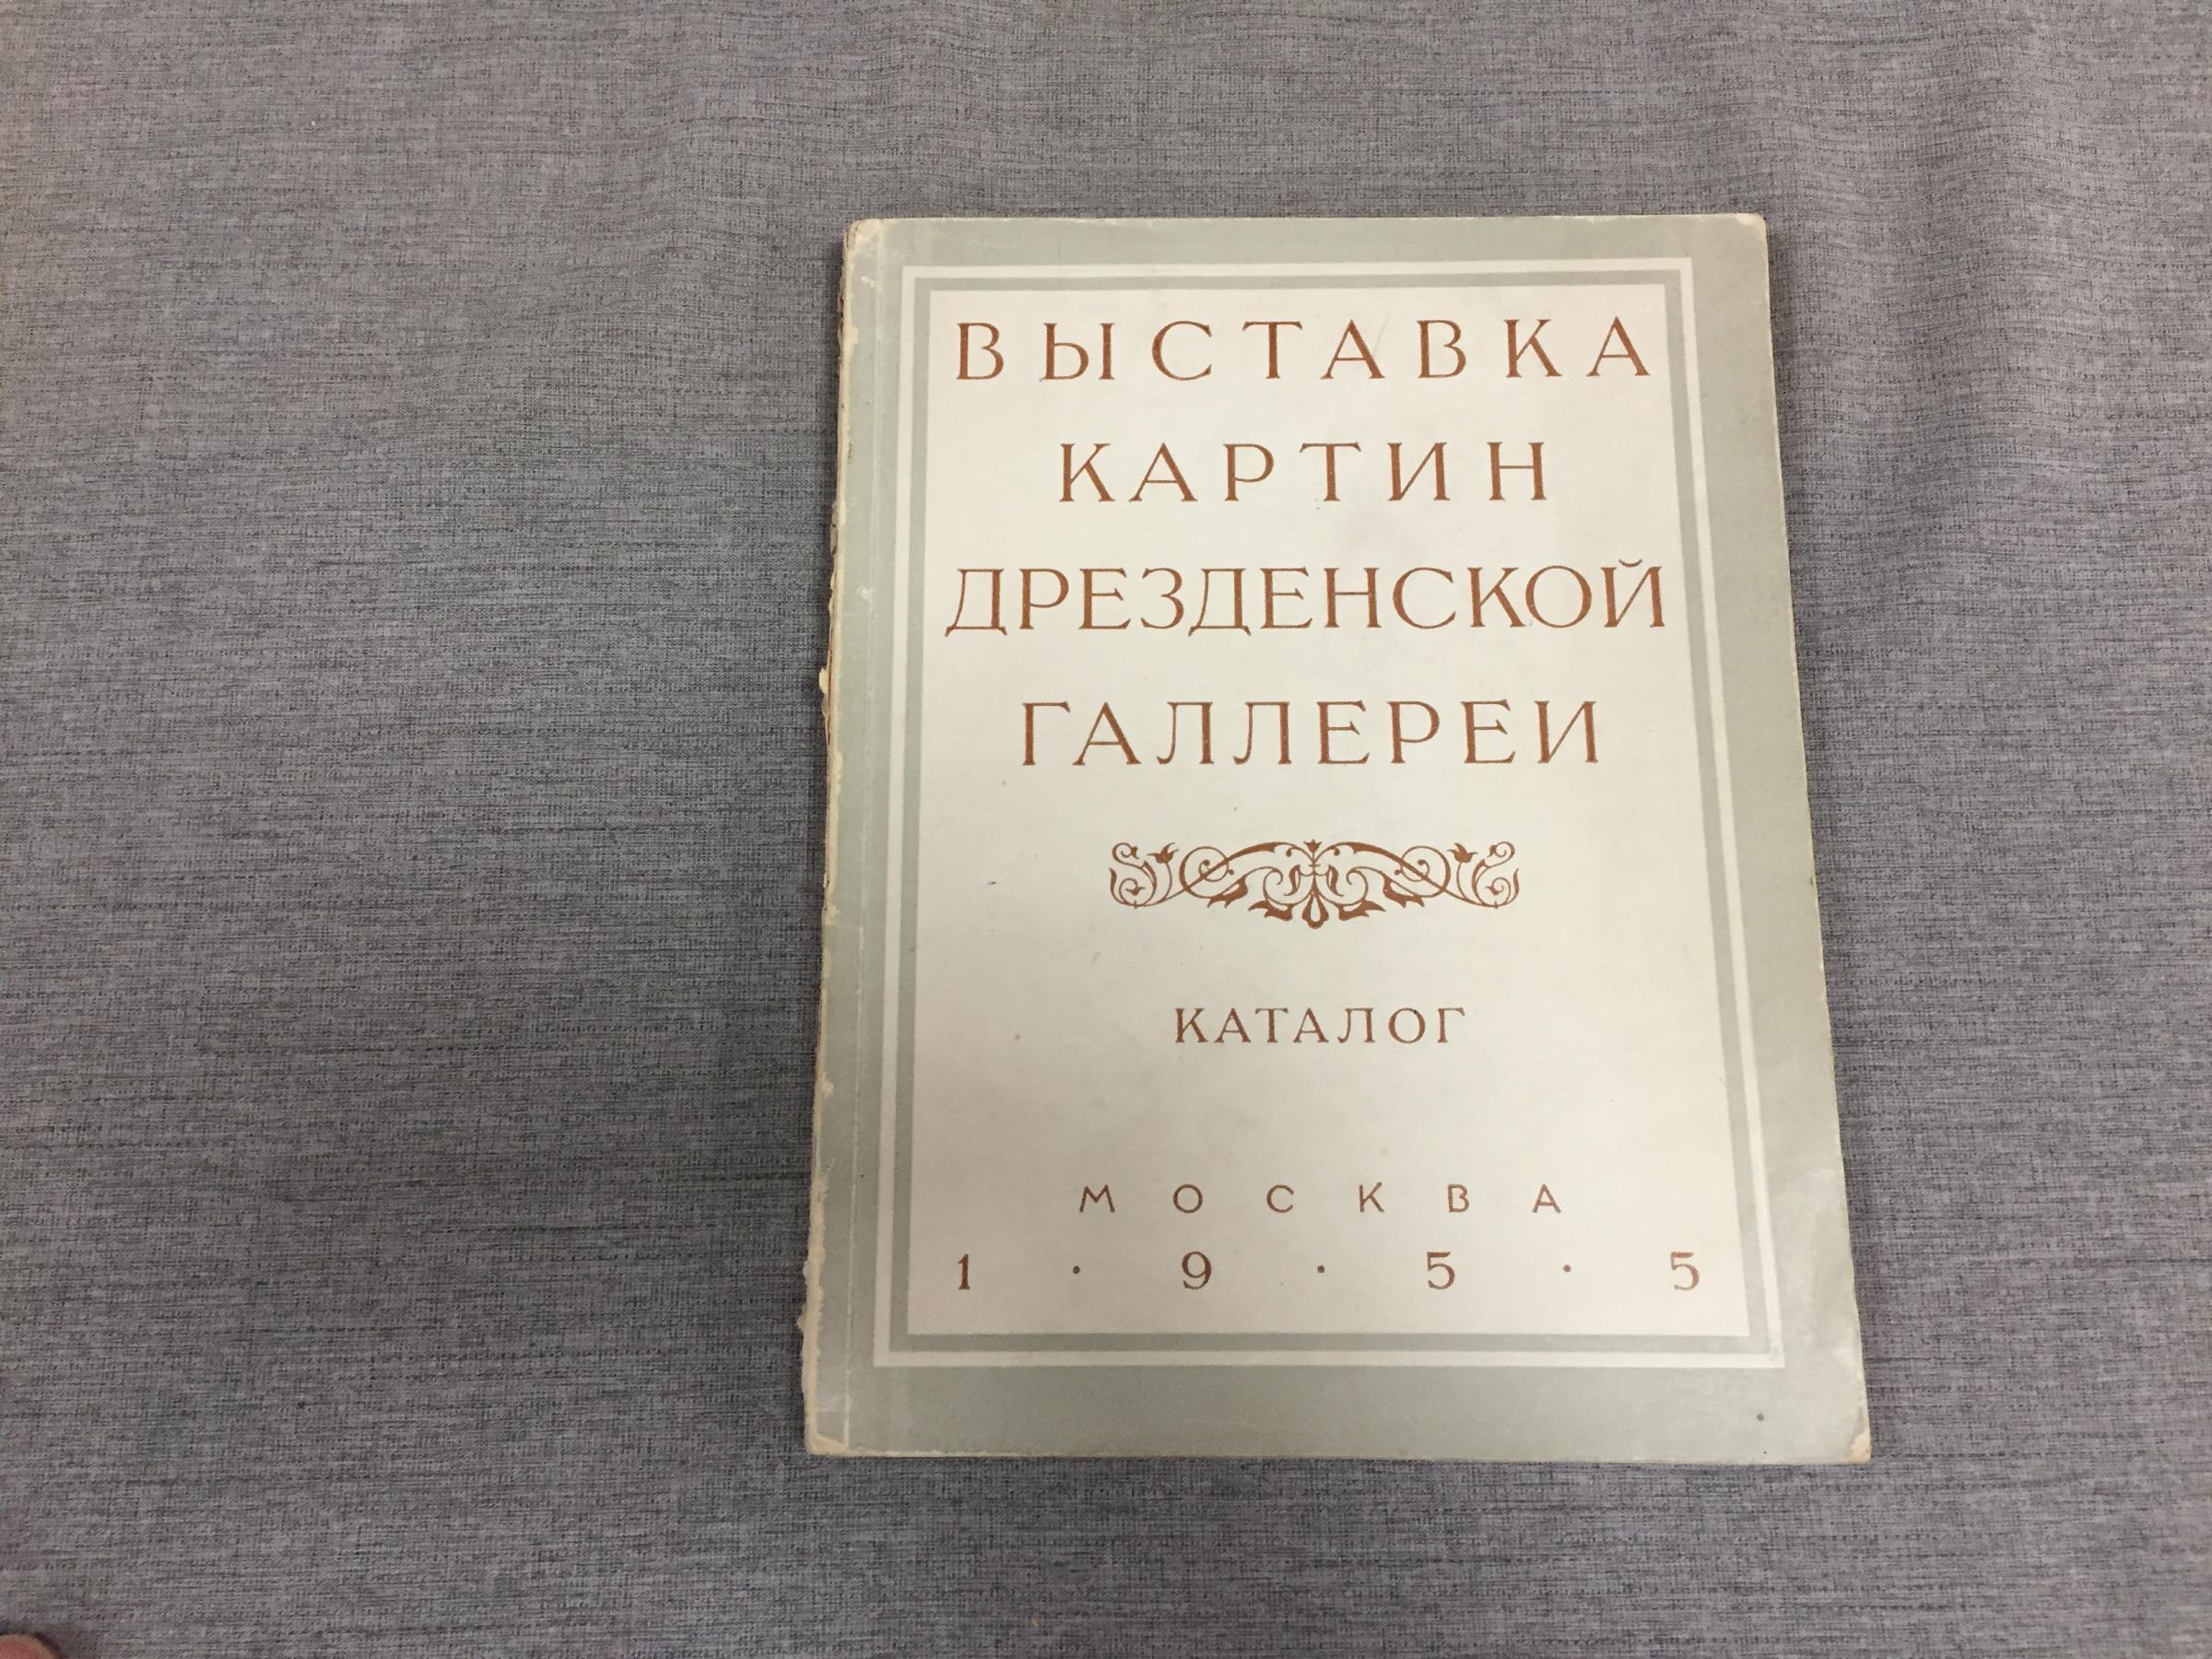 ВЫСТАВКА
КАРТИН
ДРЕЗДЕНСКОЙ
ГАЛЛЕРЕИ
КАТАЛОГ
МОСКВА
1·9·5·5